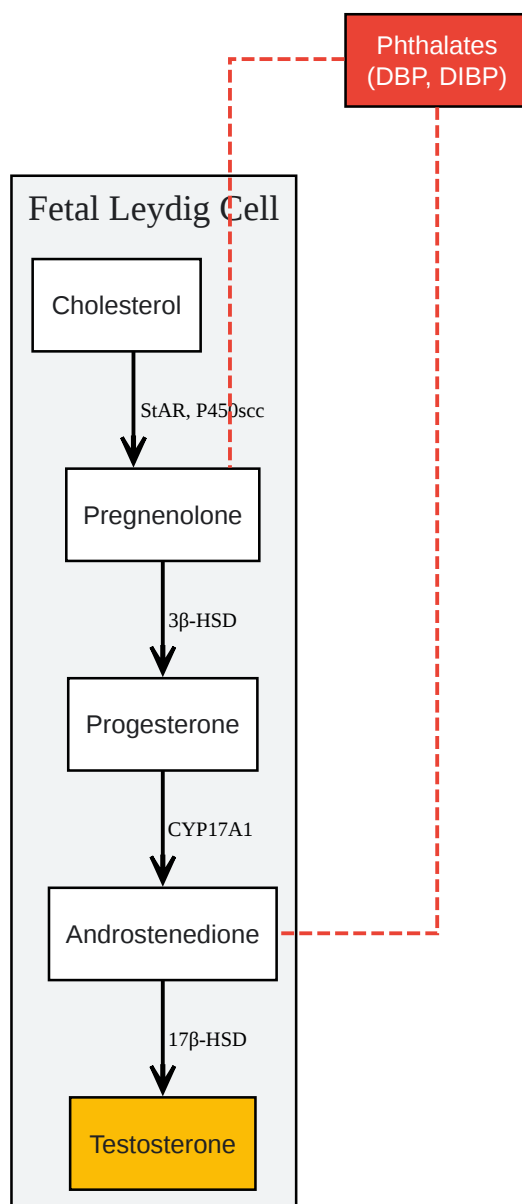 Phthalates
(DBP, DIBP)
Fetal Leydig Cell
Cholesterol
StAR, P450scc
Pregnenolone
3β-HSD
Progesterone
CYP17A1
Androstenedione
17β-HSD
Testosterone